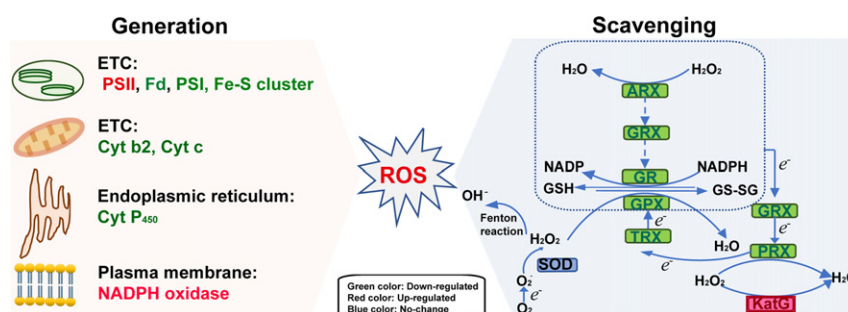 Generation
ETC:
PSII, Fd, PSI, Fe-S cluster
ETC:
Cyt b2, Cyt c
Endoplasmic reticulum:
Cyt P450
Plasma membrane:
NADPH oxidase
ROS
Green color: Down-regulated
Red color: Up-regulated
Blue color: No-change
Scavenging
H₂O H₂O₂
ARX
GRX
NADP NADPH
GR
GSH GS-SG
GPX
e⁻
GRX
e⁻
OH⁻
Fenton
reaction
e⁻
TRX
H₂O
PRX
H₂O₂
SOD
e⁻
O₂⁻
e⁻
O₂
H₂O₂
KatG